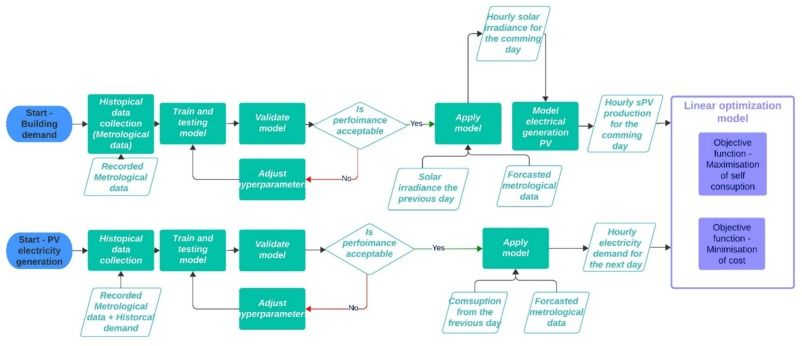 Hourly solar
irradiance for
the comming
day
Start -
Building
demand
Histopical
data
collection
(Metrological
data)
Train and
testing
model
Validate
model
Is
perfoimance
acceptable
Yes
Apply
model
Model
electrical
generation
PV
Hourly sPV
production
for the
comming
day
Recorded
Metrological
data
Adjust
hyperparameters
No
Solar
irradiance the
previous day
Forcasted
metrological
data
Linear optimization
model
Objective
function -
Maximisation
of self
consuption
Objective
function -
Minimisation
of cost
Start - PV
electricity
generation
Histopical
data
collection
Train and
testing
model
Validate
model
Is
perfoimance
acceptable
Yes
Apply
model
Hourly
electricity
demand for
the next day
Recorded
Metrological
data + Historcal
demand
Adjust
hyperparameters
No
Comsuption
from the
frevious day
Forcasted
metrological
data